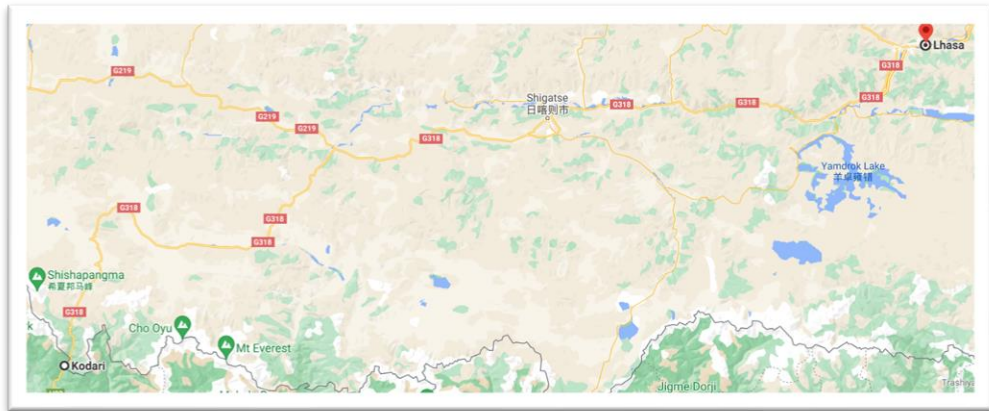 Lhasa
G318
G219
G318
G318
G318
Shigatse
日喀则市
G219
G219
G318
Yamdrok Lake
羊卓雍错
G318
G318
G318
Shishapangma
希夏邦马峰
G318
k
Cho Oyu
Mt Everest
Kodari
Jigme Dorji
Trashiya